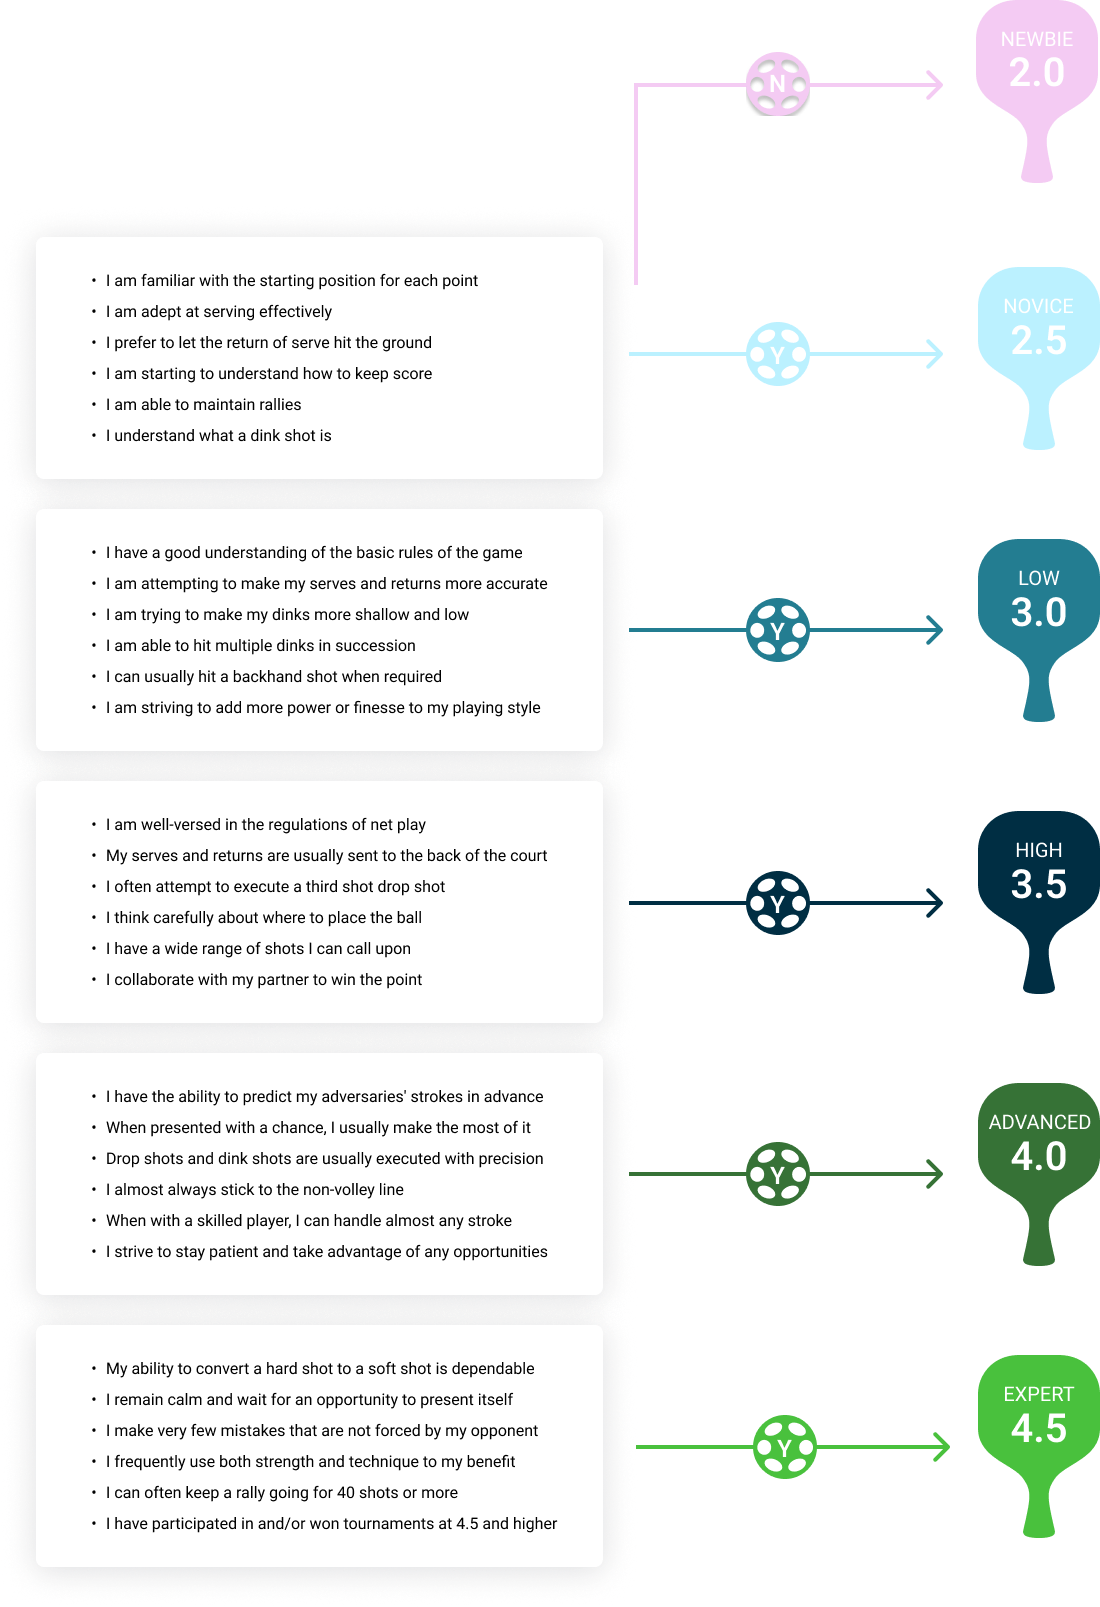 N
NEWBIE
2.0
• I am familiar with the starting position for each point
• I am adept at serving effectively
• I prefer to let the return of serve hit the ground
• I am starting to understand how to keep score
• I am able to maintain rallies
• I understand what a dink shot is
Y
NOVICE
2.5
• I have a good understanding of the basic rules of the game
• I am attempting to make my serves and returns more accurate
• I am trying to make my dinks more shallow and low
• I am able to hit multiple dinks in succession
• I can usually hit a backhand shot when required
• I am striving to add more power or finesse to my playing style
Y
LOW
3.0
• I am well-versed in the regulations of net play
• My serves and returns are usually sent to the back of the court
• I often attempt to execute a third shot drop shot
• I think carefully about where to place the ball
• I have a wide range of shots I can call upon
• I collaborate with my partner to win the point
Y
HIGH
3.5
• I have the ability to predict my adversaries' strokes in advance
• When presented with a chance, I usually make the most of it
• Drop shots and dink shots are usually executed with precision
• I almost always stick to the non-volley line
• When with a skilled player, I can handle almost any stroke
• I strive to stay patient and take advantage of any opportunities
Y
ADVANCED
4.0
• My ability to convert a hard shot to a soft shot is dependable
• I remain calm and wait for an opportunity to present itself
• I make very few mistakes that are not forced by my opponent
• I frequently use both strength and technique to my benefit
• I can often keep a rally going for 40 shots or more
• I have participated in and/or won tournaments at 4.5 and higher
Y
EXPERT
4.5